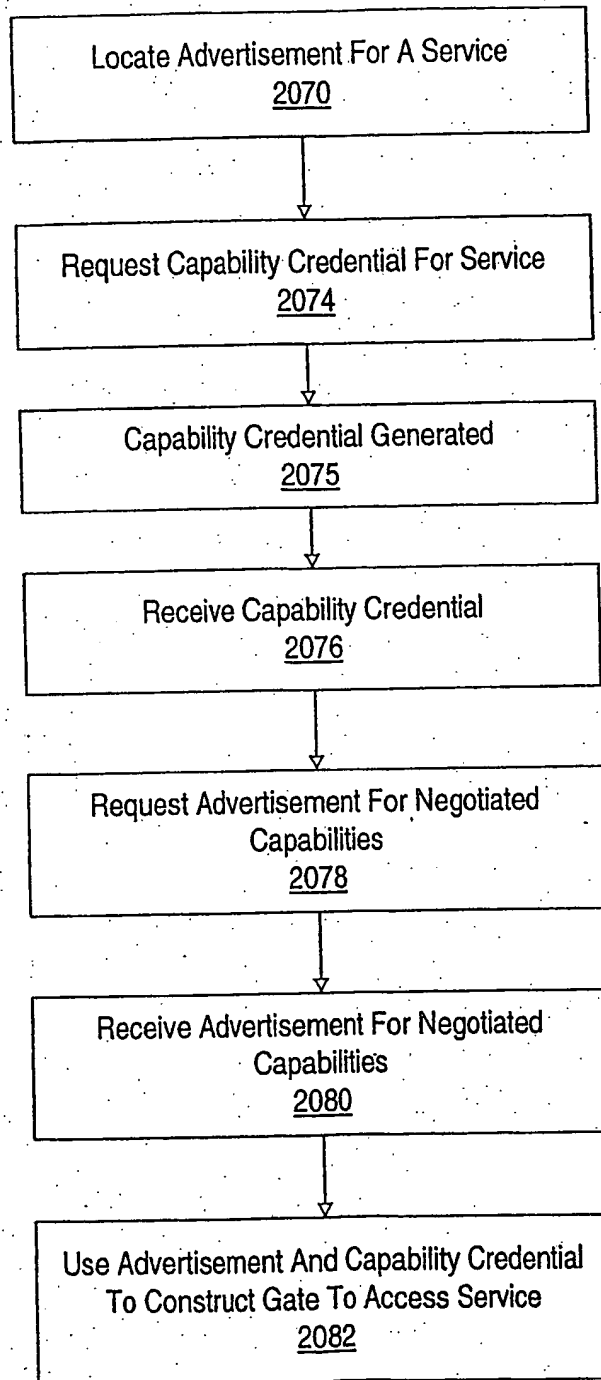 Locate Advertisement For A Service
2070
Request Capability Credential For Service
2074
Capability Credential Generated
2075
Receive Capability Credential
2076
Request Advertisement For Negotiated
Capabilities
2078
Receive Advertisement For Negotiated
Capabilities
2080
Use Advertisement And Capability Credential
To Construct Gate To Access Service
2082